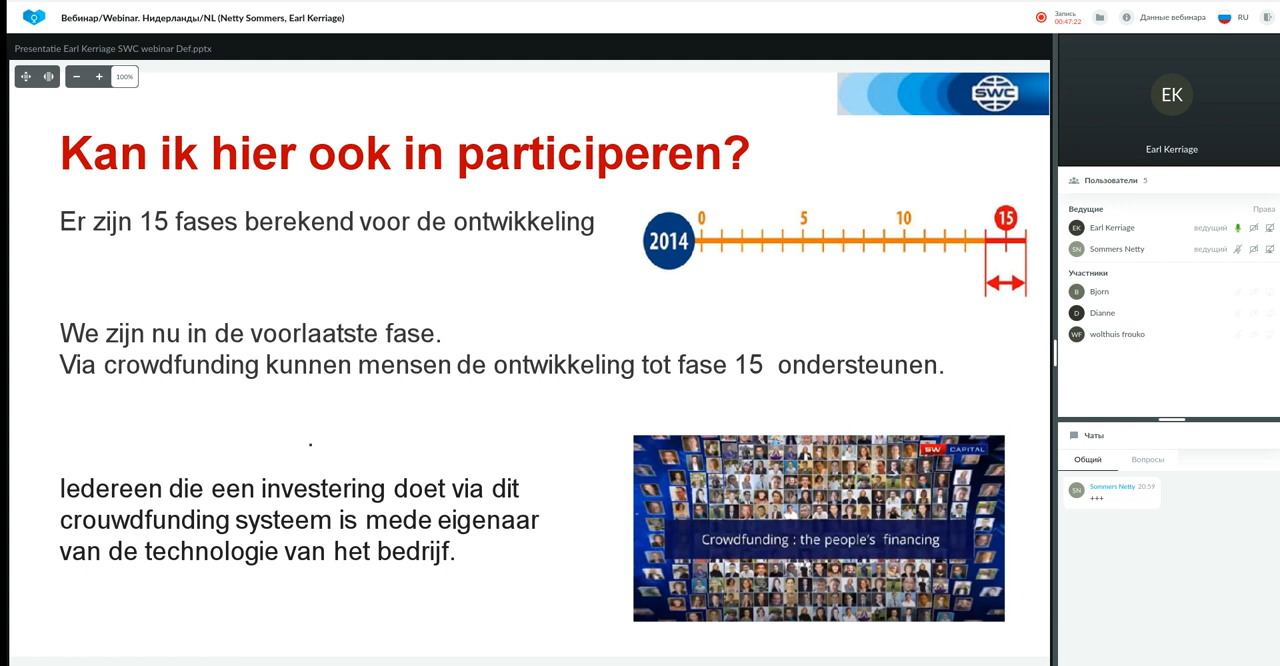 Вебинар/Webinar. Нидерланды/NL (Netty Sommers, Earl Kerriage)
Запись
00:47:22
Данные вебинара
RU
Presentatie Earl Kerriage SWC webinar Def.pptx
100%
SWC
EK
Earl Kerriage
Kan ik hier ook in participeren?
Er zijn 15 fases berekend voor de ontwikkeling
2014
0 5 10 15
We zijn nu in de voorlaatste fase.
Via crowdfunding kunnen mensen de ontwikkeling tot fase 15 ondersteunen.
.
Iedereen die een investering doet via dit
crouwdfunding systeem is mede eigenaar
van de technologie van het bedrijf.
SW CAPITAL
Crowdfunding : the people's financing
Пользователи 5
Ведущие Права
EK Earl Kerriage ведущий
SN Sommers Netty ведущий
Участники
B Bjorn
D Dianne
WF wolthuis frouko
Чаты
Общий Вопросы
SN Sommers Netty 20:59
+++